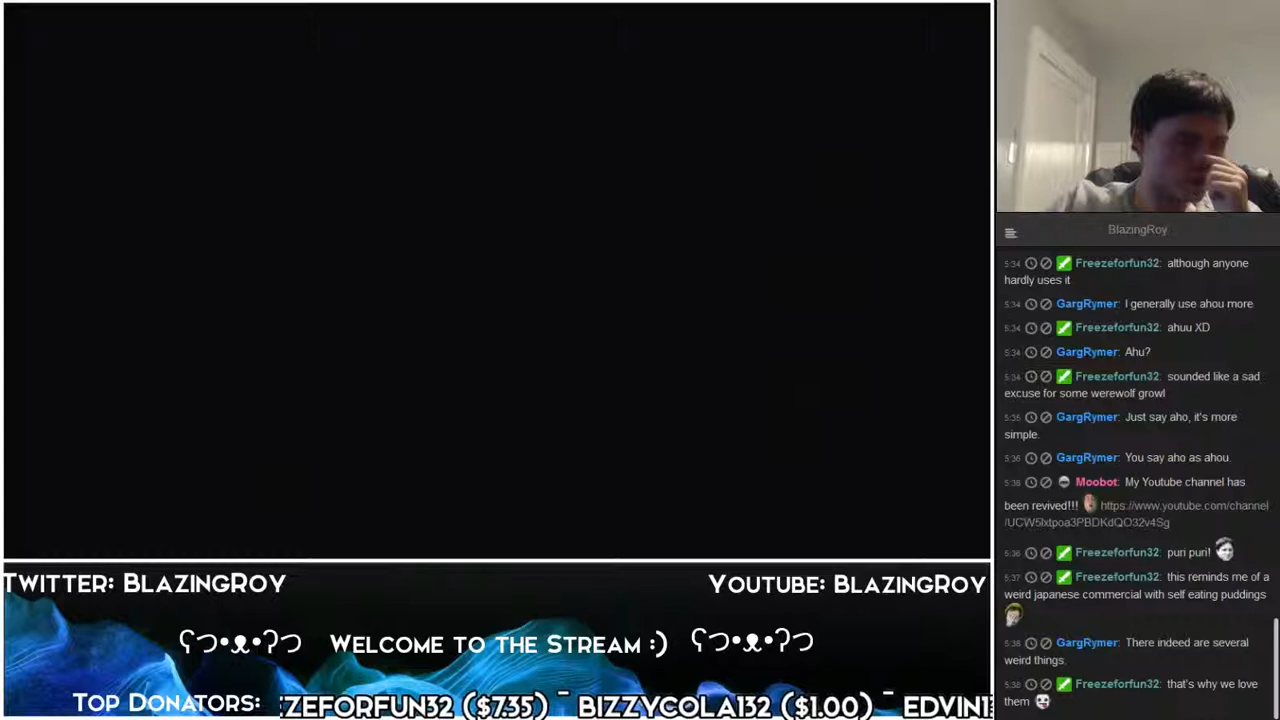 BlazingRoy
5:34 Freezeforfun32: although anyone
hardly uses it
5:34 GargRymer: I generally use ahou more
5:34 Freezeforfun32: ahuu XD
5:34 GargRymer: Ahu?
5:34 Freezeforfun32: sounded like a sad
excuse for some werewolf growl
5:35 GargRymer: Just say aho, it's more
simple.
5:36 GargRymer: You say aho as ahou.
5:36 Moobot: My Youtube channel has
been revived!!! https://www.youtube.com/channel
5:36 Freezeforfun32: puri puri!
5:37 Freezeforfun32: this reminds me of a
weird japanese commercial with self eating puddings
5:38 GargRymer: There indeed are several
weird things.
5:38 Freezeforfun32: that's why we love
them
Twitter: BlazingRoy
Youtube: BlazingRoy
ʕつ•ᴥ•ʔつ Welcome to the Stream :) ʕつ•ᴥ•ʔつ
Top Donators: ZEFORFUN32 ($7.35) ~ BIZZYCOLA132 ($1.00) ~ EDVIN1